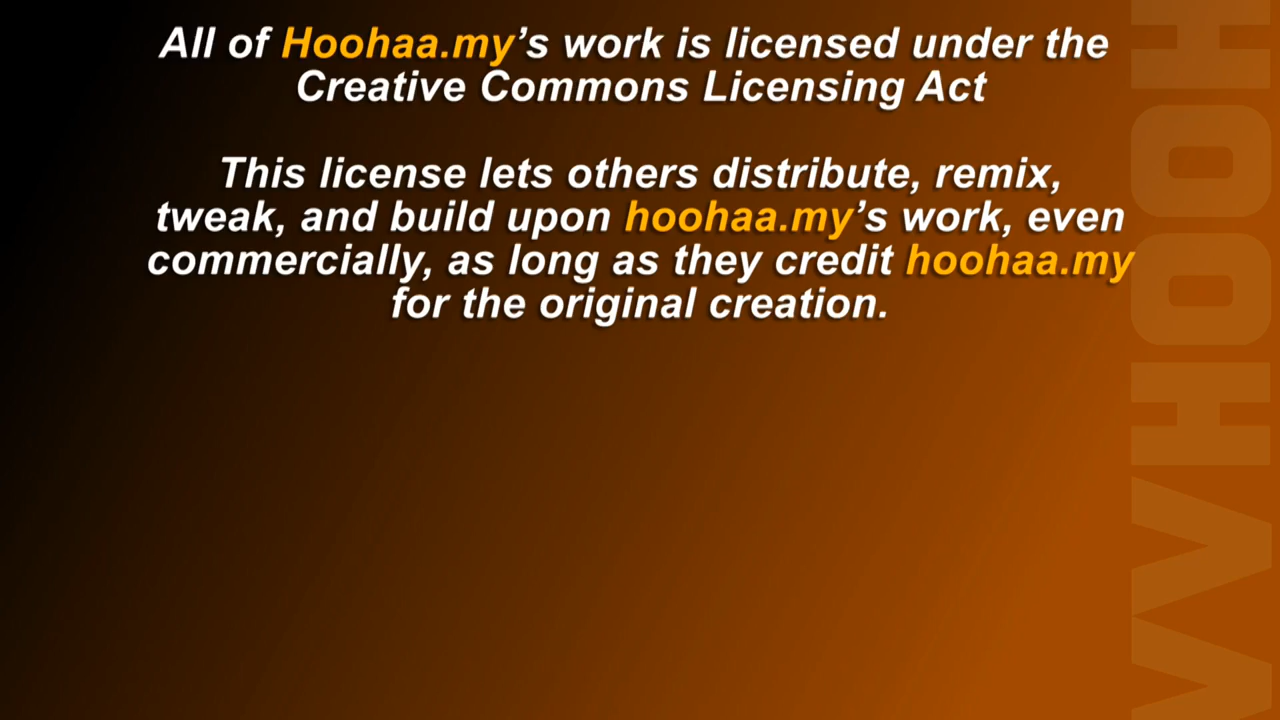 All of Hoohaa.my’s work is licensed under the
Creative Commons Licensing Act
This license lets others distribute, remix,
tweak, and build upon hoohaa.my’s work, even
commercially, as long as they credit hoohaa.my
for the original creation.
WHOOH